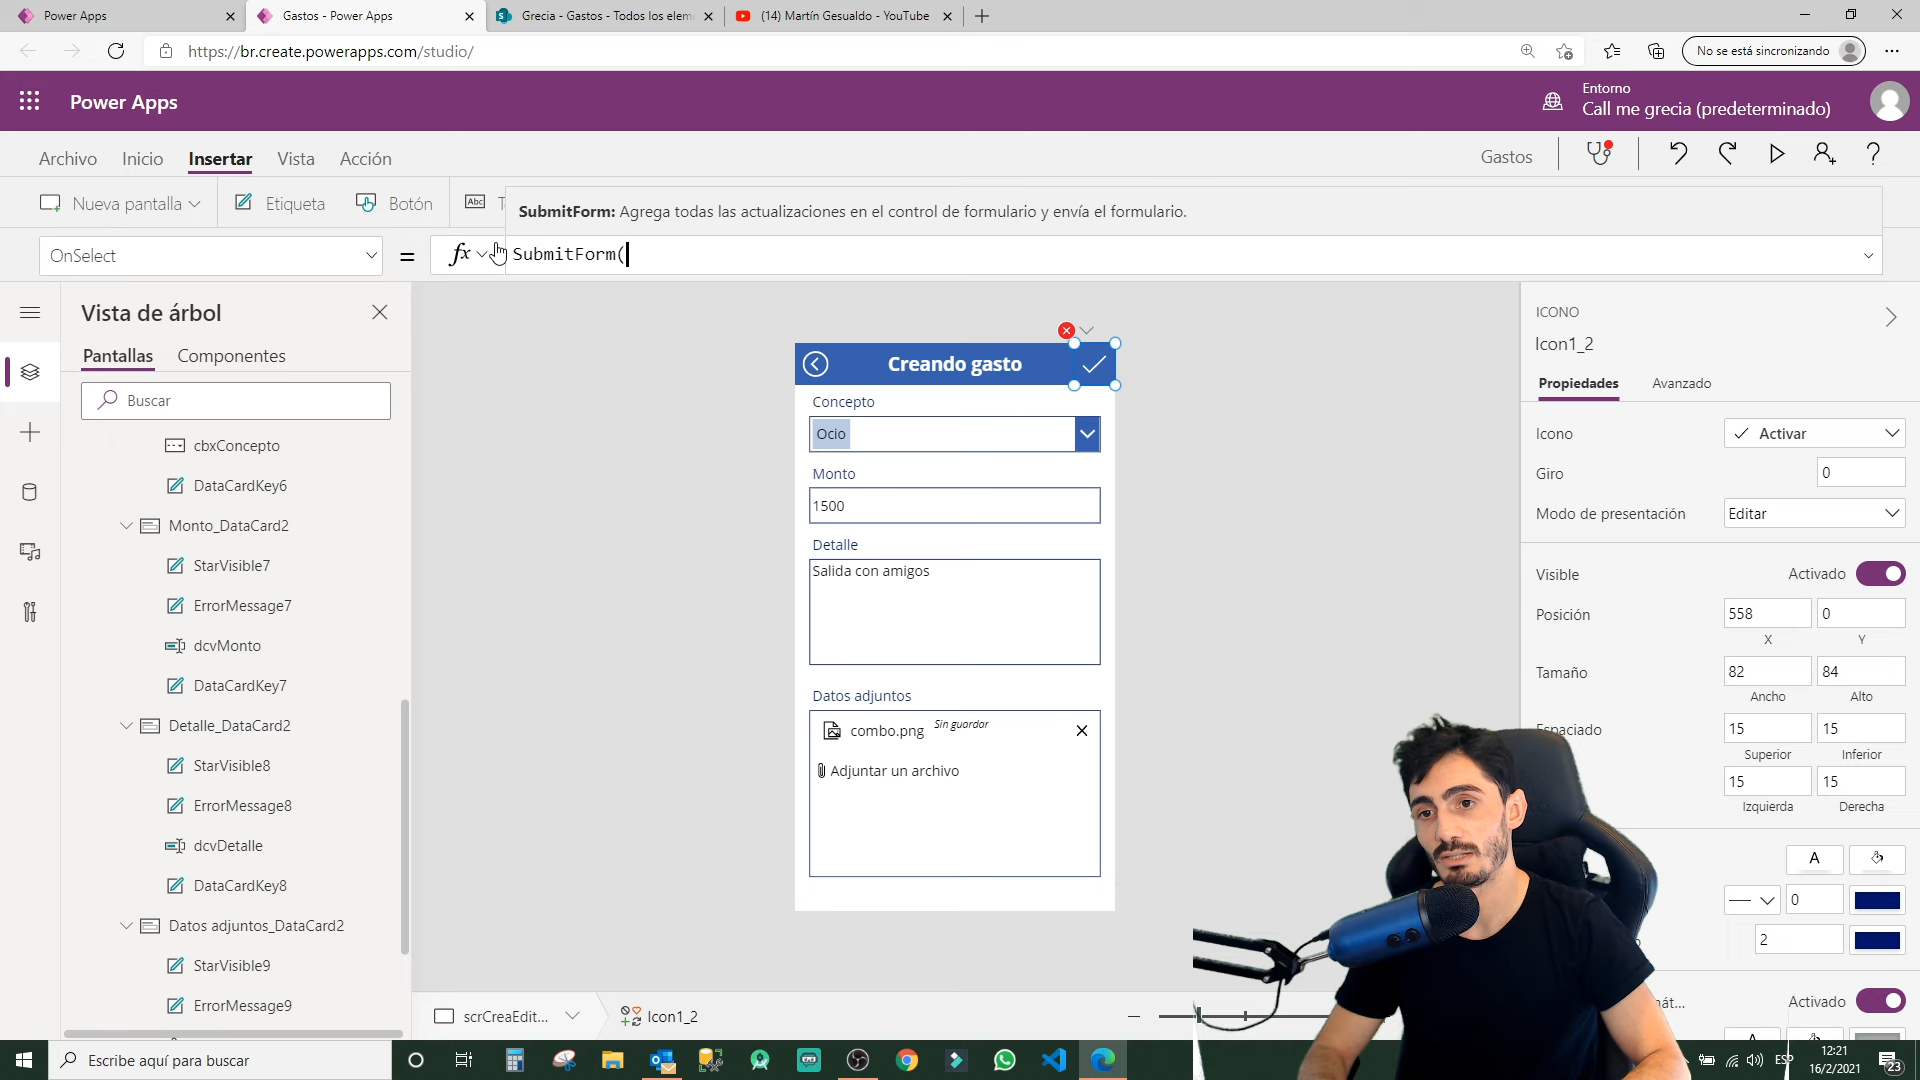 Power Apps
Gastos - Power Apps
Grecia - Gastos - Todos los elem
(14) Martín Gesualdo - YouTube
https://br.create.powerapps.com/studio/
No se está sincronizando
Power Apps
Entorno
Call me grecia (predeterminado)
Archivo
Inicio
Insertar
Vista
Acción
Gastos
Nueva pantalla
Etiqueta
Botón
Abc
SubmitForm: Agrega todas las actualizaciones en el control de formulario y envía el formulario.
OnSelect
=
fx
SubmitForm(
Vista de árbol
Pantallas
Componentes
Buscar
cbxConcepto
DataCardKey6
Monto_DataCard2
StarVisible7
ErrorMessage7
dcvMonto
DataCardKey7
Detalle_DataCard2
StarVisible8
ErrorMessage8
dcvDetalle
DataCardKey8
Datos adjuntos_DataCard2
StarVisible9
ErrorMessage9
Creando gasto
Concepto
Ocio
Monto
1500
Detalle
Salida con amigos
Datos adjuntos
combo.png
Sin guardar
Adjuntar un archivo
scrCreaEdit...
Icon1_2
ICONO
Icon1_2
Propiedades
Avanzado
Icono
Activar
Giro
0
Modo de presentación
Editar
Visible
Activado
Posición
558
0
X
Y
Tamaño
82
84
Ancho
Alto
Espaciado
15
15
Superior
Inferior
15
15
Izquierda
Derecha
A
0
2
Activado
A
Escribe aquí para buscar
ESP
12:21
16/2/2021
23